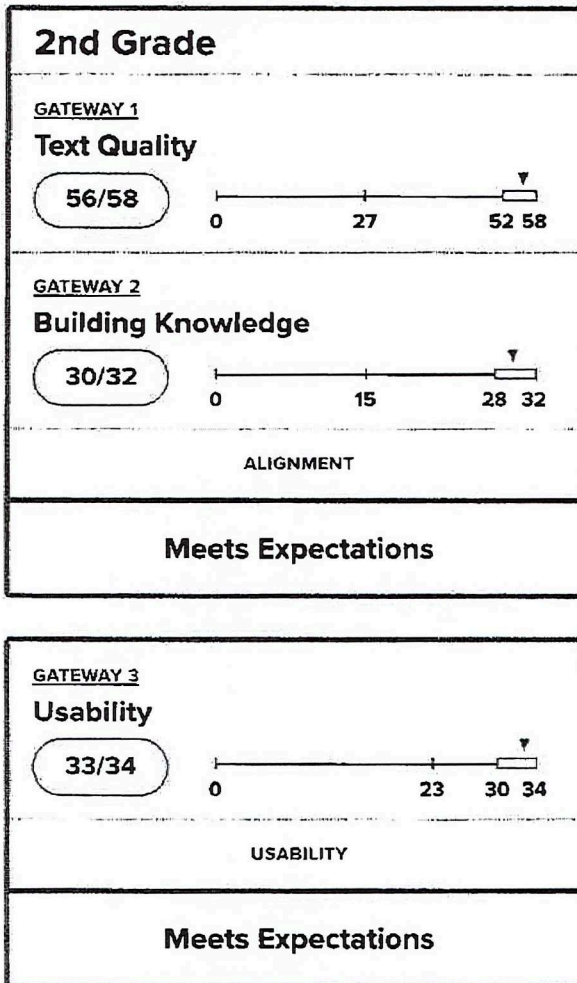 2nd Grade
GATEWAY 1
Text Quality
56/58
0 27 52 58
GATEWAY 2
Building Knowledge
30/32
0 15 28 32
ALIGNMENT
Meets Expectations
GATEWAY 3
Usability
33/34
0 23 30 34
USABILITY
Meets Expectations